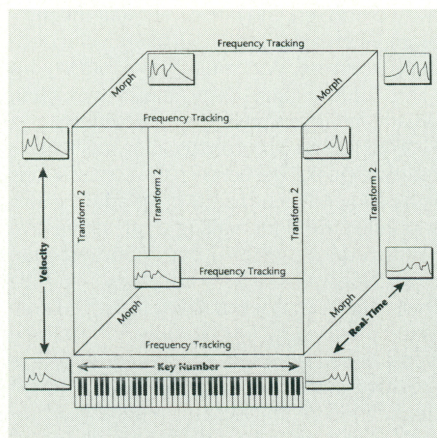 Frequency Tracking
Morph
Morph
Frequency Tracking
Transform 2
Transform 2
Transform 2
Transform 2
Velocity
Frequency Tracking
Morph
Morph
Real-Time
Frequency Tracking
Key Number